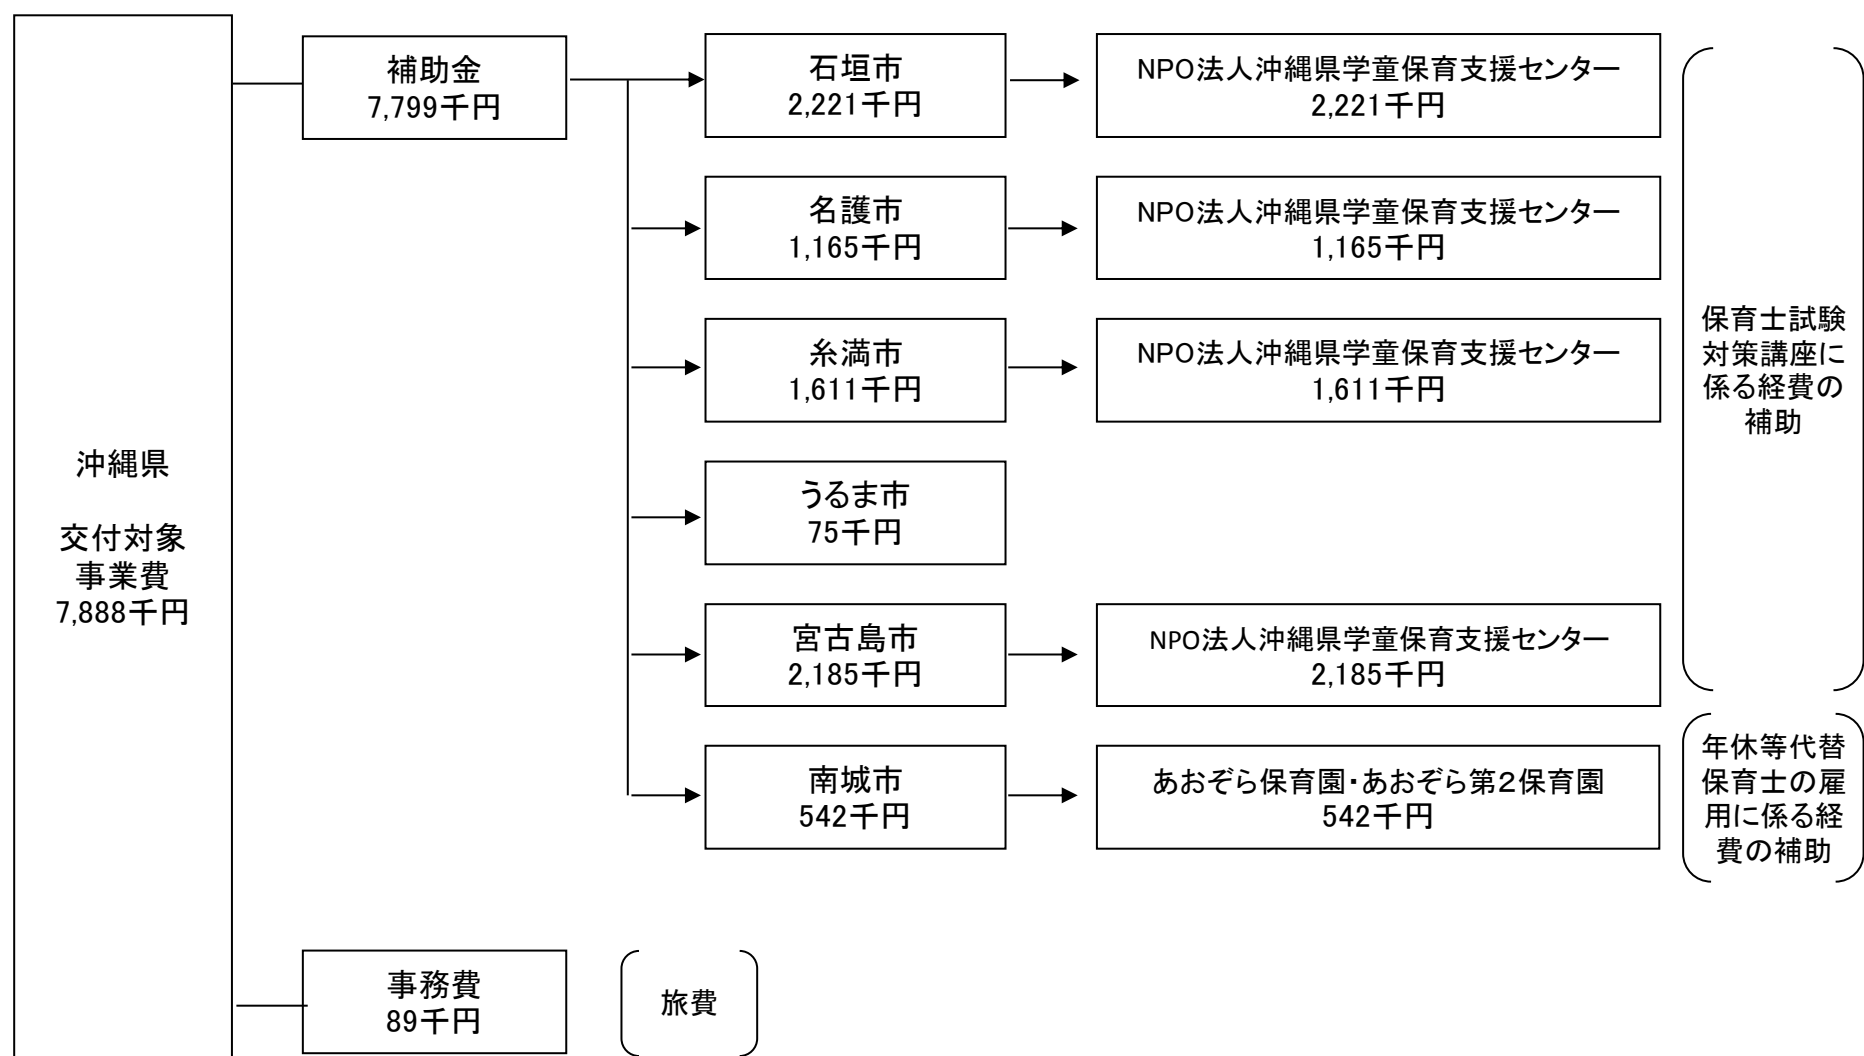 沖縄県
交付対象
事業費
7,888千円
補助金
7,799千円
石垣市
2,221千円
NPO法人沖縄県学童保育支援センター
2,221千円
名護市
1,165千円
NPO法人沖縄県学童保育支援センター
1,165千円
糸満市
1,611千円
NPO法人沖縄県学童保育支援センター
1,611千円
うるま市
75千円
宮古島市
2,185千円
NPO法人沖縄県学童保育支援センター
2,185千円
保育士試験
対策講座に
係る経費の
補助
南城市
542千円
あおぞら保育園・あおぞら第2保育園
542千円
年休等代替
保育士の雇
用に係る経
費の補助
事務費
89千円
旅費